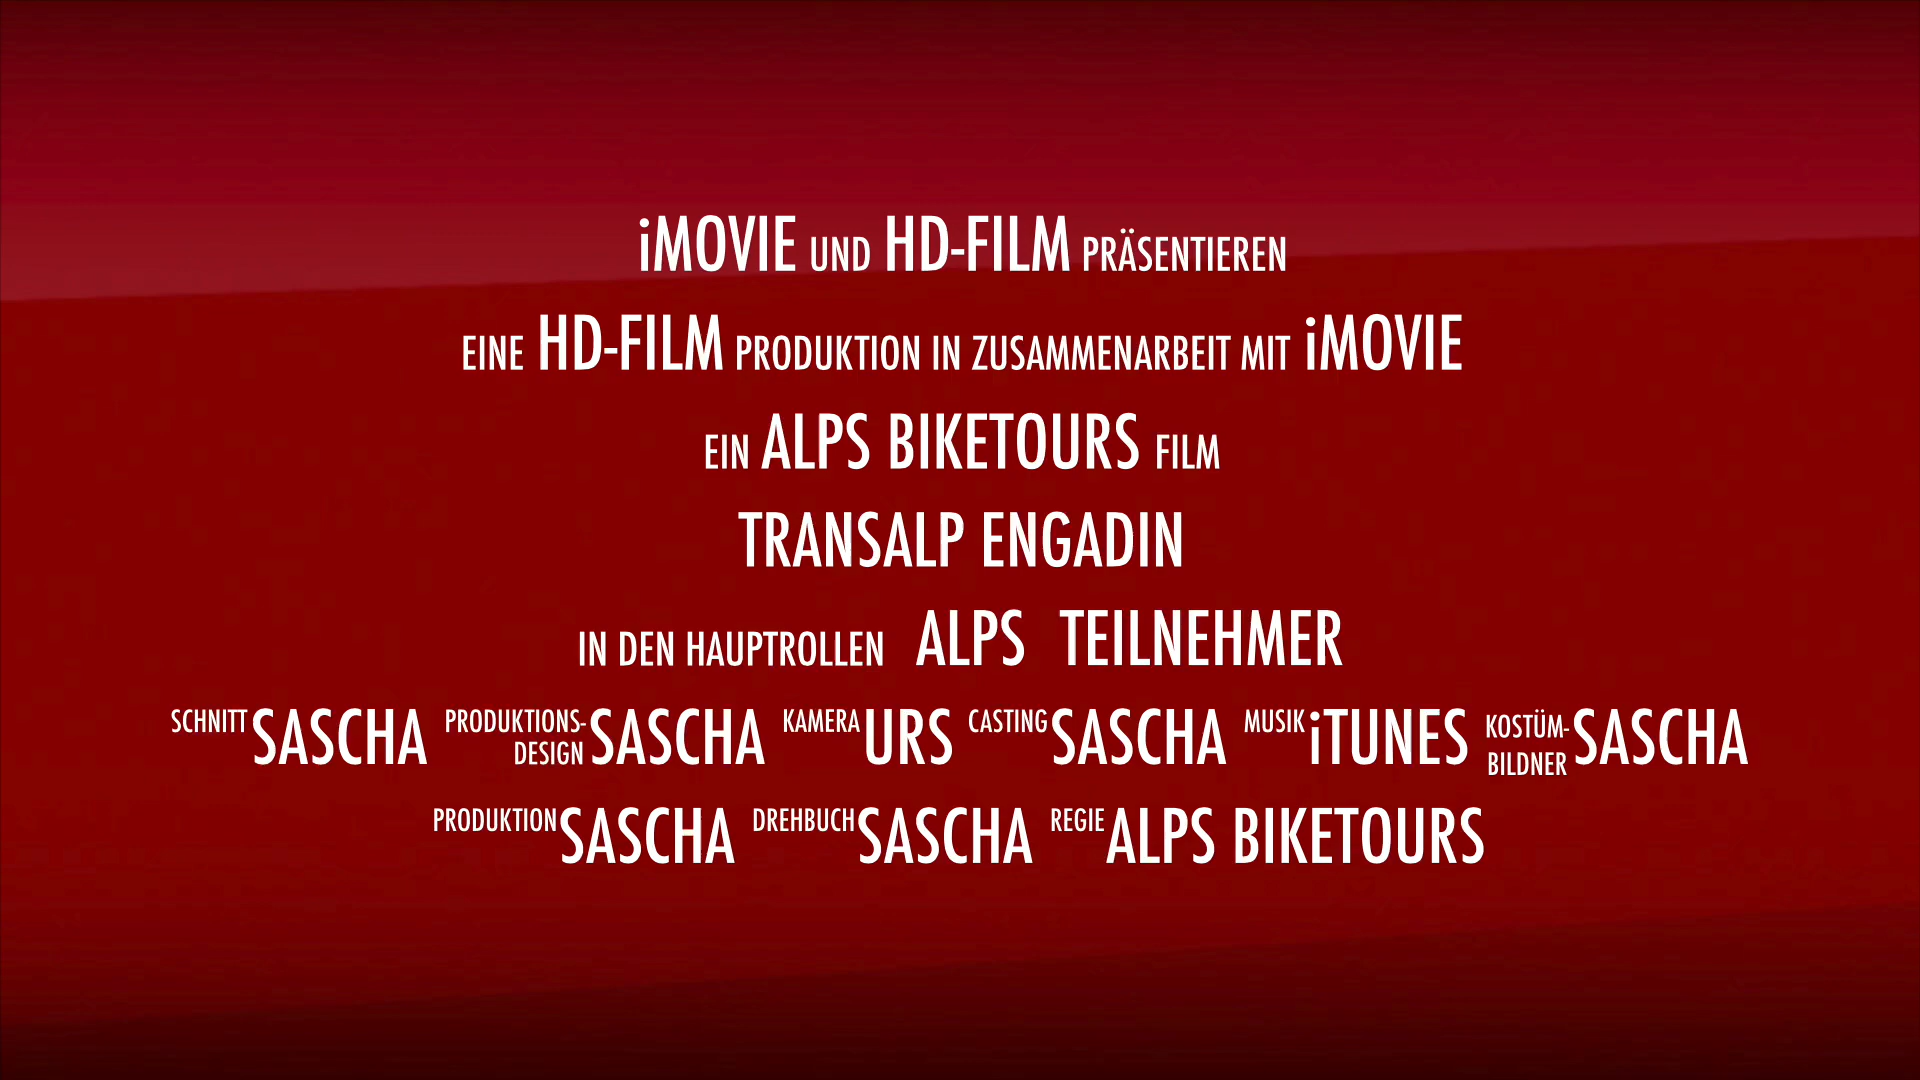 iMOVIE UND HD-FILM PRÄSENTIEREN
EINE HD-FILM PRODUKTION IN ZUSAMMENARBEIT MIT iMOVIE
EIN ALPS BIKETOURS FILM
TRANSALP ENGADIN
IN DEN HAUPTROLLEN ALPS TEILNEHMER
SCHNITT SASCHA PRODUKTIONS-DESIGN SASCHA KAMERA URS CASTING SASCHA MUSIK iTUNES KOSTÜM-BILDNER SASCHA
PRODUKTION SASCHA DREHBUCH SASCHA REGIE ALPS BIKETOURS